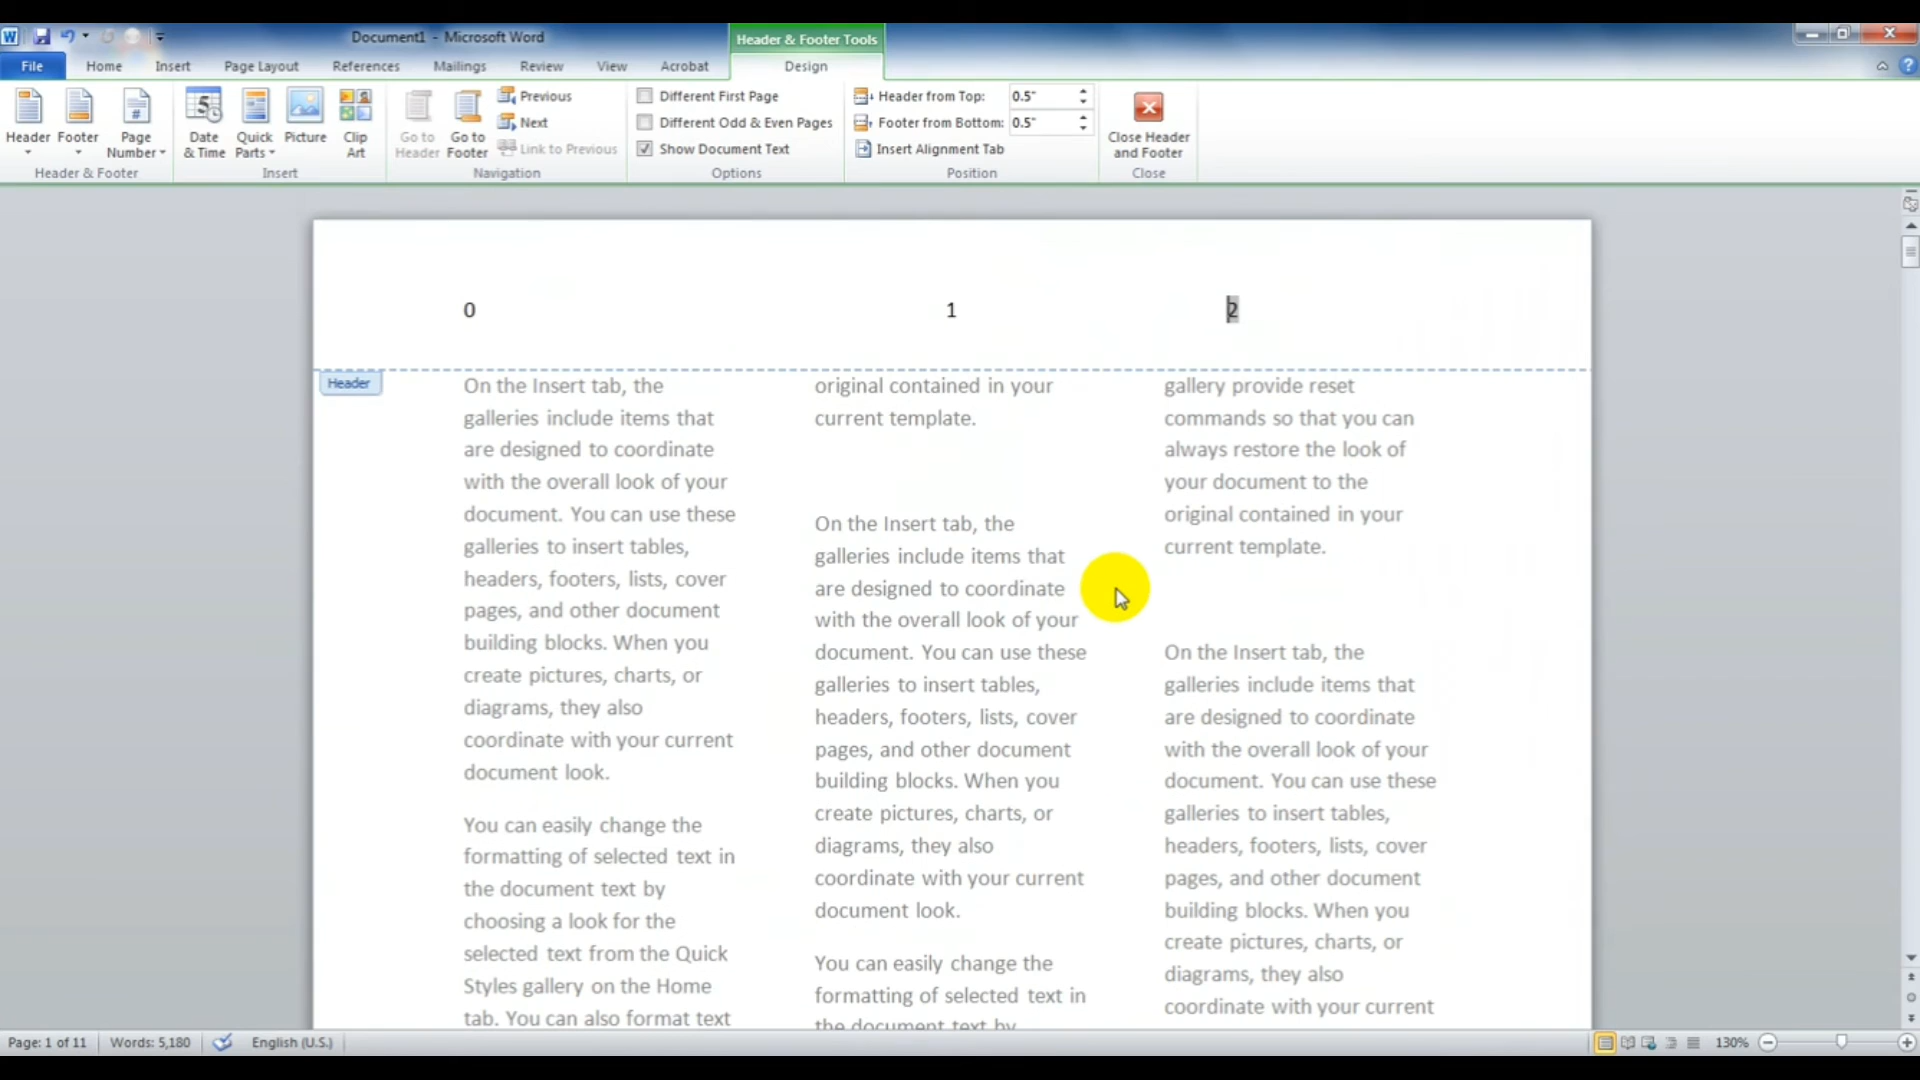 Document1 - Microsoft Word
Header & Footer Tools
File Home Insert Page Layout References Mailings Review View Acrobat Design
Header
Footer
Page Number
Header & Footer
Date & Time
Quick Parts
Picture
Clip Art
Insert
Go to Header
Go to Footer
Previous
Next
Link to Previous
Navigation
Different First Page
Different Odd & Even Pages
Show Document Text
Options
Header from Top: 0.5"
Footer from Bottom: 0.5"
Insert Alignment Tab
Position
Close Header and Footer
Close
0 1 2
Header
On the Insert tab, the
galleries include items that
are designed to coordinate
with the overall look of your
document. You can use these
galleries to insert tables,
headers, footers, lists, cover
pages, and other document
building blocks. When you
create pictures, charts, or
diagrams, they also
coordinate with your current
document look.
You can easily change the
formatting of selected text in
the document text by
choosing a look for the
selected text from the Quick
Styles gallery on the Home
tab. You can also format text
original contained in your
current template.
On the Insert tab, the
galleries include items that
are designed to coordinate
with the overall look of your
document. You can use these
galleries to insert tables,
headers, footers, lists, cover
pages, and other document
building blocks. When you
create pictures, charts, or
diagrams, they also
coordinate with your current
document look.
You can easily change the
formatting of selected text in
the document text by
gallery provide reset
commands so that you can
always restore the look of
your document to the
original contained in your
current template.
On the Insert tab, the
galleries include items that
are designed to coordinate
with the overall look of your
document. You can use these
galleries to insert tables,
headers, footers, lists, cover
pages, and other document
building blocks. When you
create pictures, charts, or
diagrams, they also
coordinate with your current
Page: 1 of 11 Words: 5,180 English (U.S.) 130%